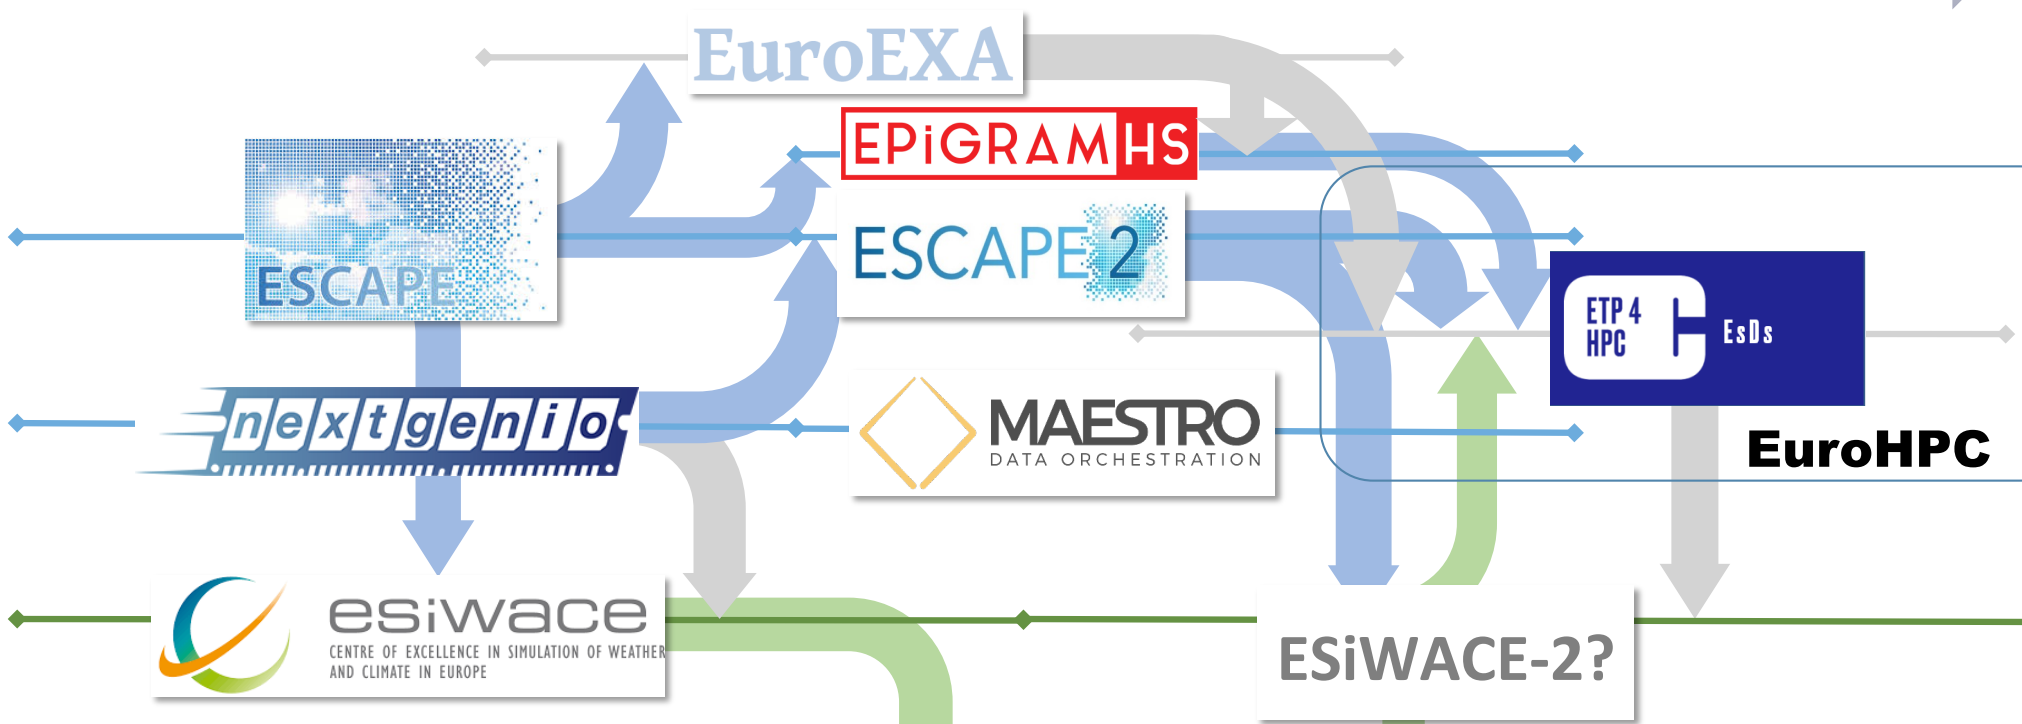 EuroEXA
EPiGRAM HS
ESCAPE
ESCAPE 2
ETP 4
HPC
EsDs
nextgenio
MAESTRO
DATA ORCHESTRATION
EuroHPC
esiwace
CENTRE OF EXCELLENCE IN SIMULATION OF WEATHER
AND CLIMATE IN EUROPE
ESiWACE-2?